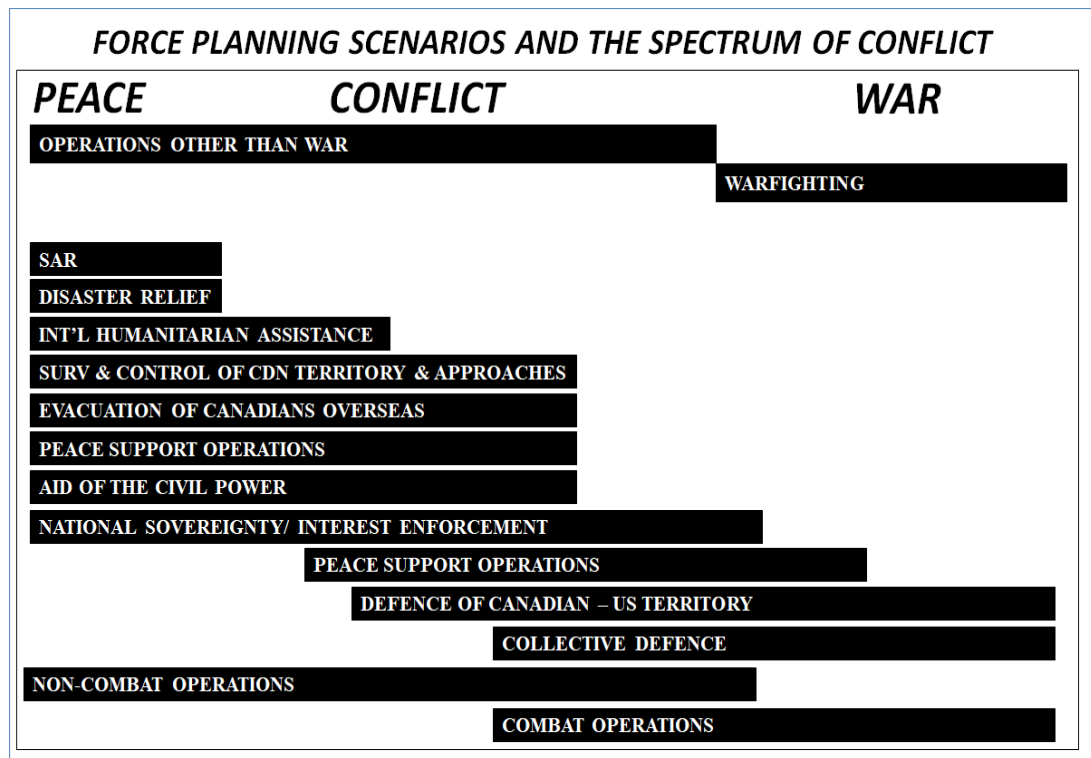 FORCE PLANNING SCENARIOS AND THE SPECTRUM OF CONFLICT
PEACE CONFLICT WAR
OPERATIONS OTHER THAN WAR
WARFIGHTING
SAR
DISASTER RELIEF
INT'L HUMANITARIAN ASSISTANCE
SURV & CONTROL OF CDN TERRITORY & APPROACHES
EVACUATION OF CANADIANS OVERSEAS
PEACE SUPPORT OPERATIONS
AID OF THE CIVIL POWER
NATIONAL SOVEREIGNTY/ INTEREST ENFORCEMENT
PEACE SUPPORT OPERATIONS
DEFENCE OF CANADIAN – US TERRITORY
COLLECTIVE DEFENCE
NON-COMBAT OPERATIONS
COMBAT OPERATIONS